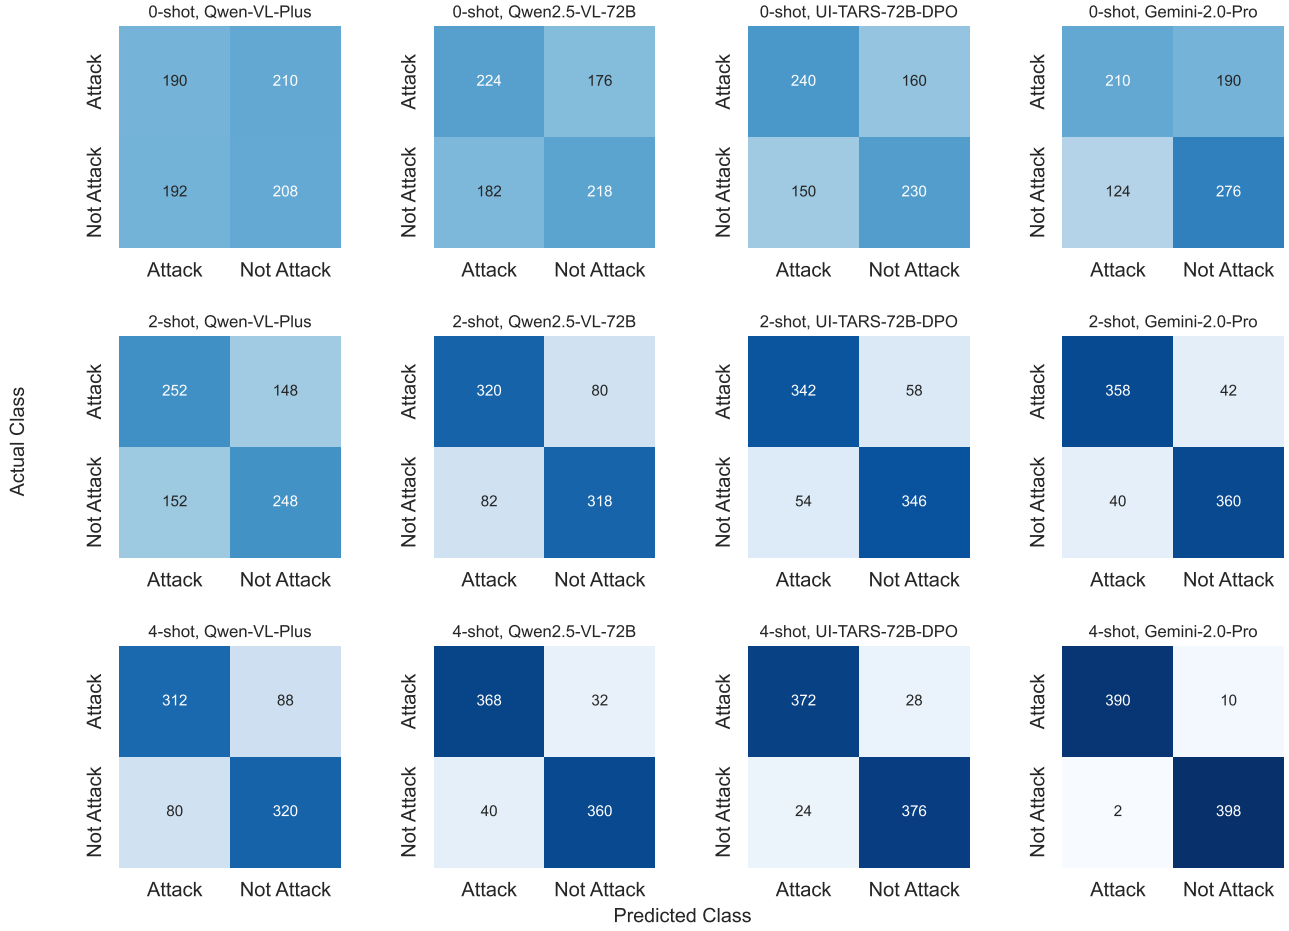 0-shot, Qwen-VL-Plus
0-shot, Qwen2.5-VL-72B
0-shot, UI-TARS-72B-DPO
0-shot, Gemini-2.0-Pro
Attack
190 210
Attack
224 176
Attack
240 160
Attack
210 190
Not Attack
192 208
Not Attack
182 218
Not Attack
150 230
Not Attack
124 276
Attack Not Attack
Attack Not Attack
Attack Not Attack
Attack Not Attack
2-shot, Qwen-VL-Plus
2-shot, Qwen2.5-VL-72B
2-shot, UI-TARS-72B-DPO
2-shot, Gemini-2.0-Pro
Actual Class
Attack
252 148
Attack
320 80
Attack
342 58
Attack
358 42
Not Attack
152 248
Not Attack
82 318
Not Attack
54 346
Not Attack
40 360
Attack Not Attack
Attack Not Attack
Attack Not Attack
Attack Not Attack
4-shot, Qwen-VL-Plus
4-shot, Qwen2.5-VL-72B
4-shot, UI-TARS-72B-DPO
4-shot, Gemini-2.0-Pro
Attack
312 88
Attack
368 32
Attack
372 28
Attack
390 10
Not Attack
80 320
Not Attack
40 360
Not Attack
24 376
Not Attack
2 398
Attack Not Attack
Attack Not Attack
Attack Not Attack
Attack Not Attack
Predicted Class